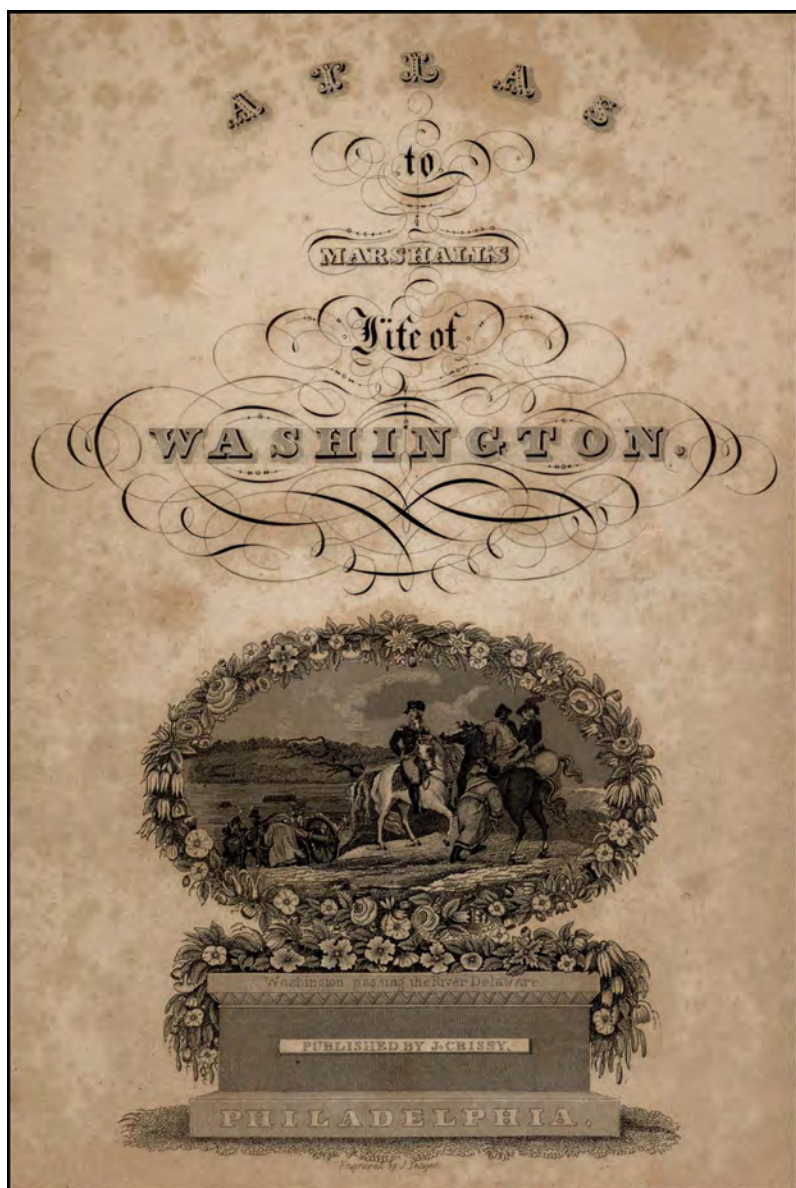 ATLAS
to
MARSHALL'S
Life of
WASHINGTON.
Washington passing the River Delaware
PUBLISHED BY J. CRISSY.
PHILADELPHIA,
Engraved by J. Yeager.